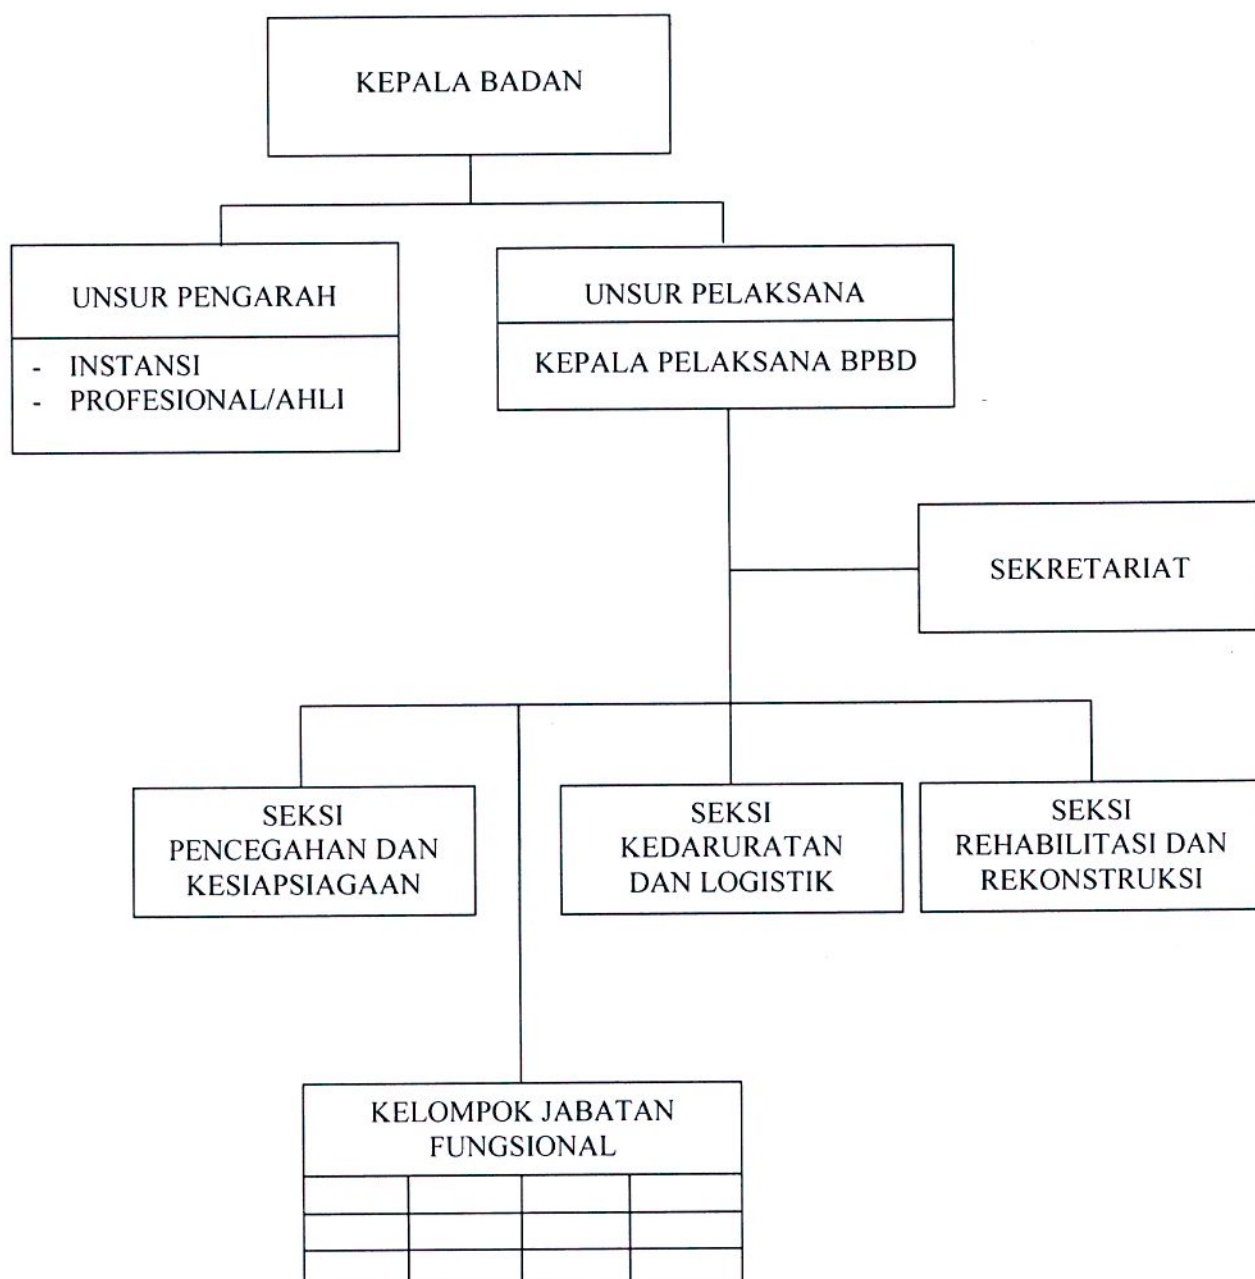 KEPALA BADAN
UNSUR PENGARAH
- INSTANSI
- PROFESIONAL/AHLI
UNSUR PELAKSANA
KEPALA PELAKSANA BPBD
SEKRETARIAT
SEKSI
PENCEGAHAN DAN
KESIAPSIAGAAN
SEKSI
KEDARURATAN
DAN LOGISTIK
SEKSI
REHABILITASI DAN
REKONSTRUKSI
KELOMPOK JABATAN
FUNGSIONAL